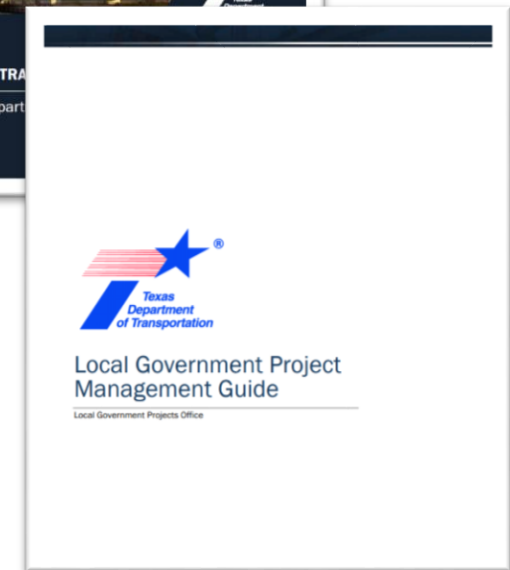 TRA
part
®
Texas
Department
of Transportation
Local Government Project
Management Guide
Local Government Projects Office